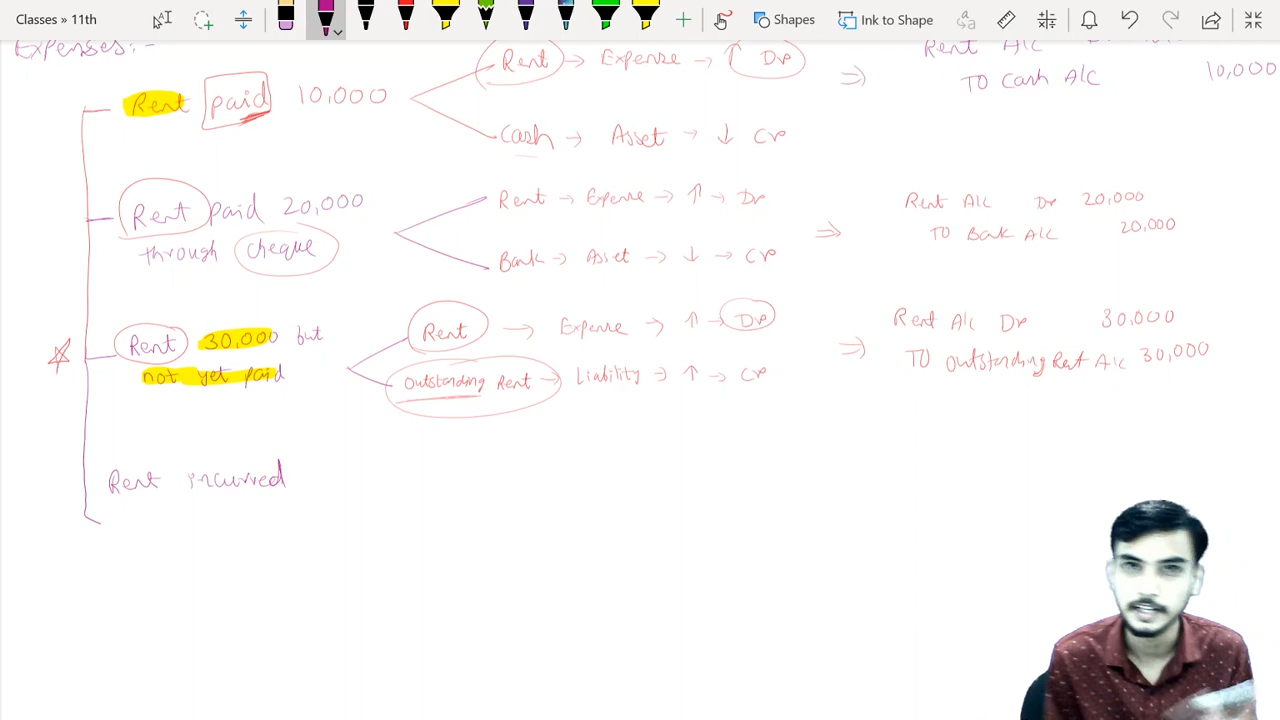 Classes » 11th
Shapes
Ink to Shape
Expenses:-
Rent paid 10,000
Rent → Expense → ↑ Dr
Cash → Asset → ↓ Cr
⇒ Rent A/c
TO Cash A/c 10,000
Rent paid 20,000
through cheque
Rent → Expense → ↑ → Dr
Bank → Asset → ↓ → Cr
⇒ Rent A/c Dr 20,000
TO Bank A/c 20,000
Rent 30,000 but
not yet paid
Rent → Expense → ↑ → Dr
Outstanding Rent → Liability → ↑ → Cr
⇒ Rent A/c Dr 30,000
TO Outstanding Rent A/c 30,000
Rent incurred